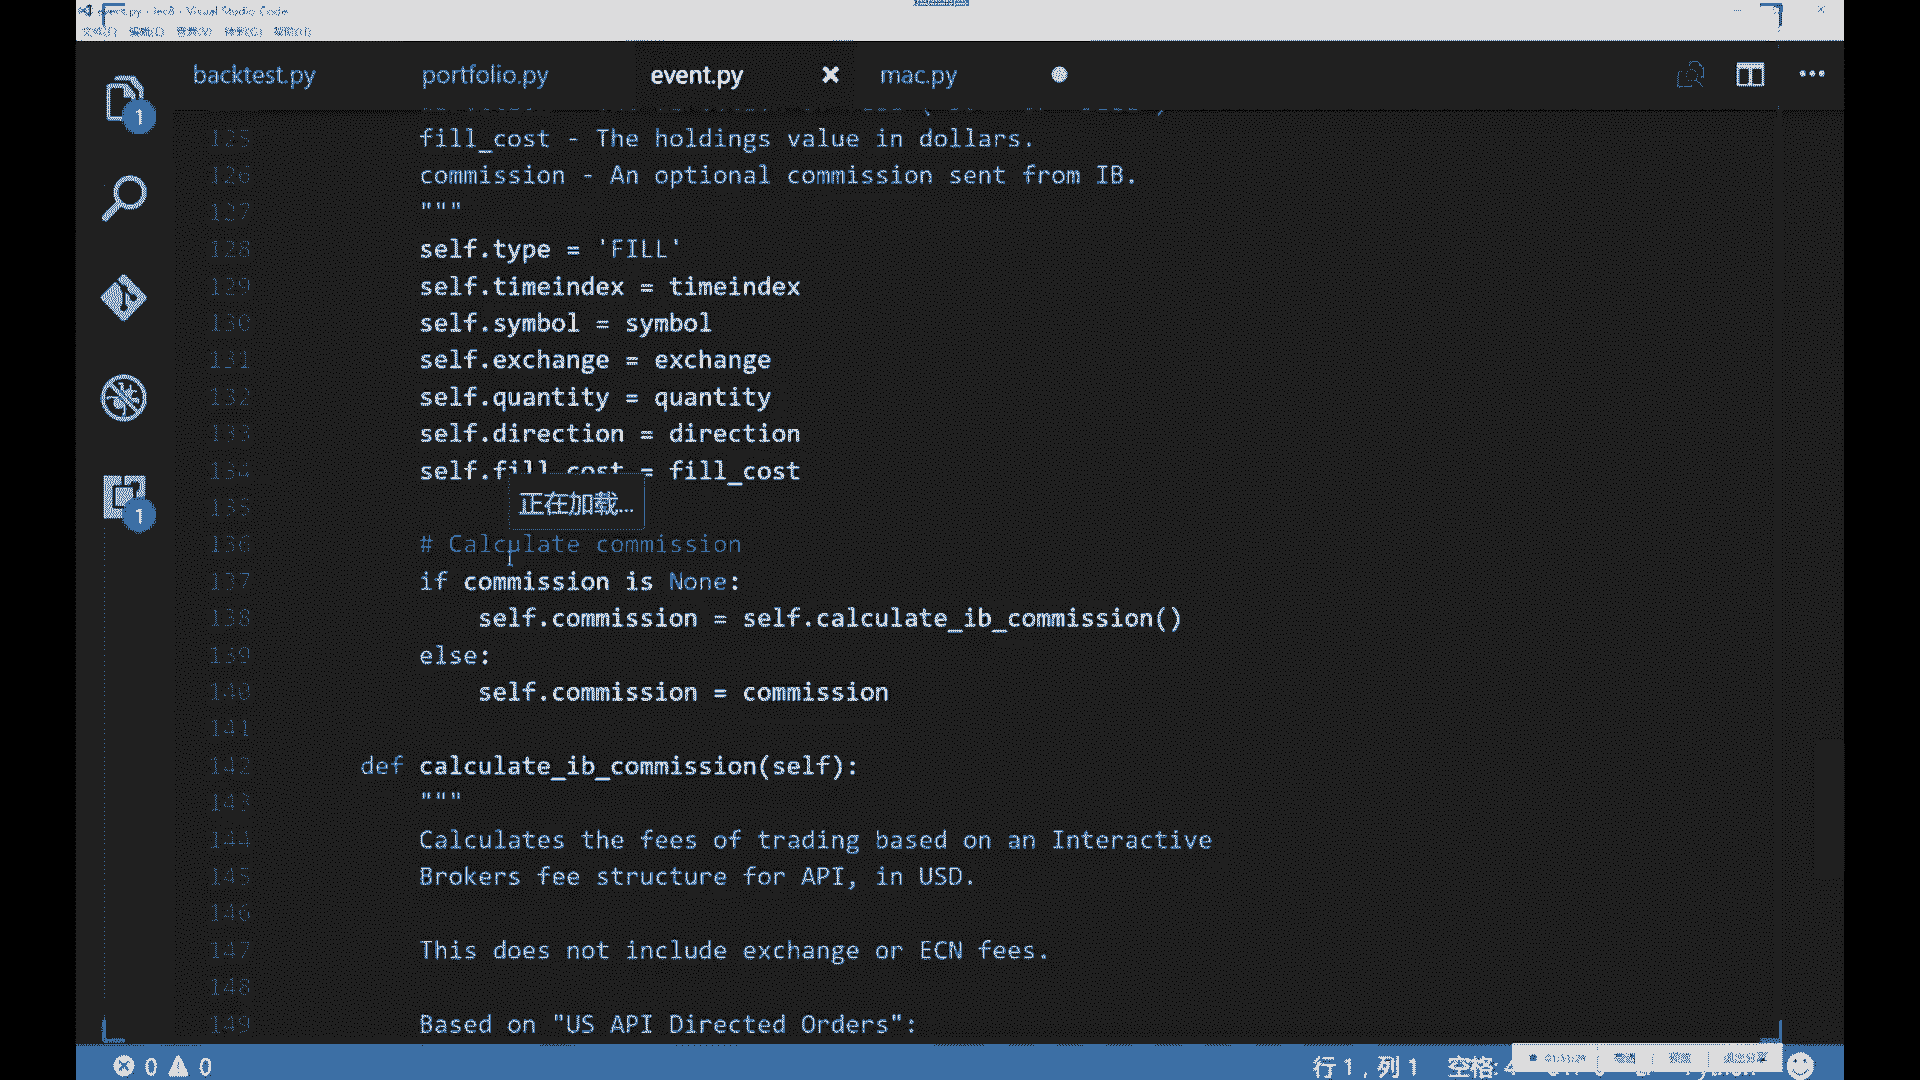 event.py - lec8 - Visual Studio Code
backtest.py portfolio.py event.py mac.py
125 fill_cost - The holdings value in dollars.
126 commission - An optional commission sent from IB.
127 """
128 self.type = 'FILL'
129 self.timeindex = timeindex
130 self.symbol = symbol
131 self.exchange = exchange
132 self.quantity = quantity
133 self.direction = direction
134 self.fill_cost = fill_cost
135
正在加载...
136 # Calculate commission
137 if commission is None:
138 self.commission = self.calculate_ib_commission()
139 else:
140 self.commission = commission
141
142 def calculate_ib_commission(self):
143 """
144 Calculates the fees of trading based on an Interactive
145 Brokers fee structure for API, in USD.
146
147 This does not include exchange or ECN fees.
148
149 Based on "US API Directed Orders":
1
1
0 0
行 1，列 1 空格: 4